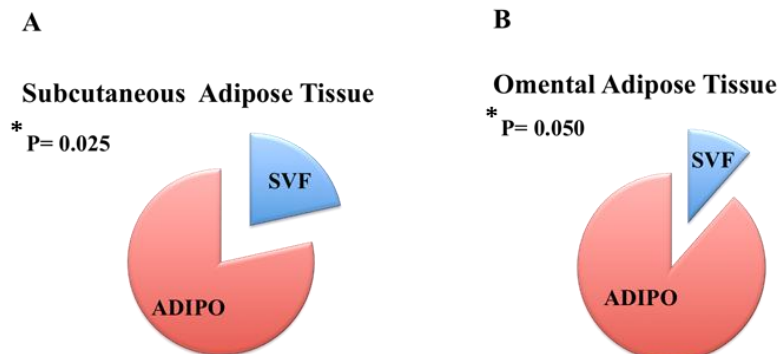 A
Subcutaneous Adipose Tissue
* P= 0.025
SVF
ADIPO
B
Omental Adipose Tissue
* P= 0.050
SVF
ADIPO